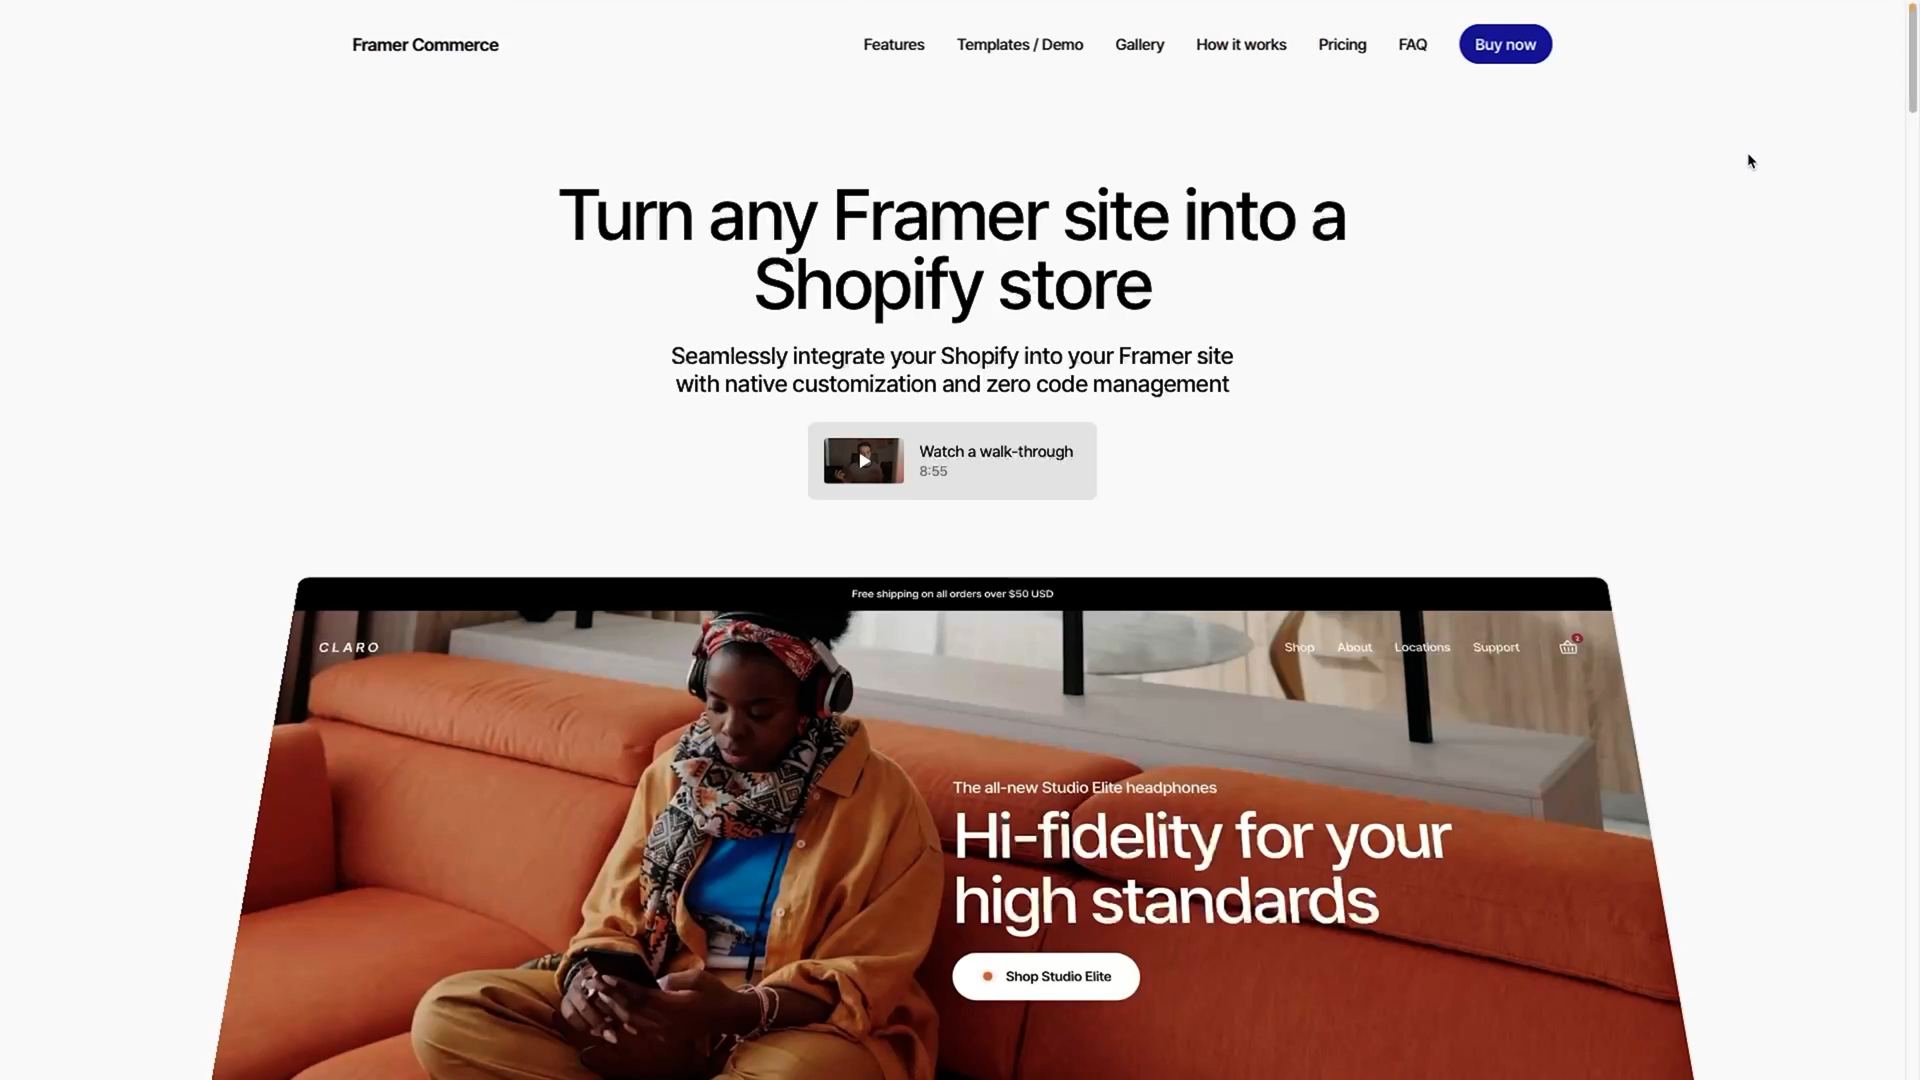 Framer Commerce
Features
Templates / Demo
Gallery
How it works
Pricing
FAQ
Buy now
Turn any Framer site into a
Shopify store
Seamlessly integrate your Shopify into your Framer site
with native customization and zero code management
Watch a walk-through
8:55
Free shipping on all orders over $50 USD
CLARO
Shop
About
Locations
Support
2
The all-new Studio Elite headphones
Hi-fidelity for your
high standards
Shop Studio Elite